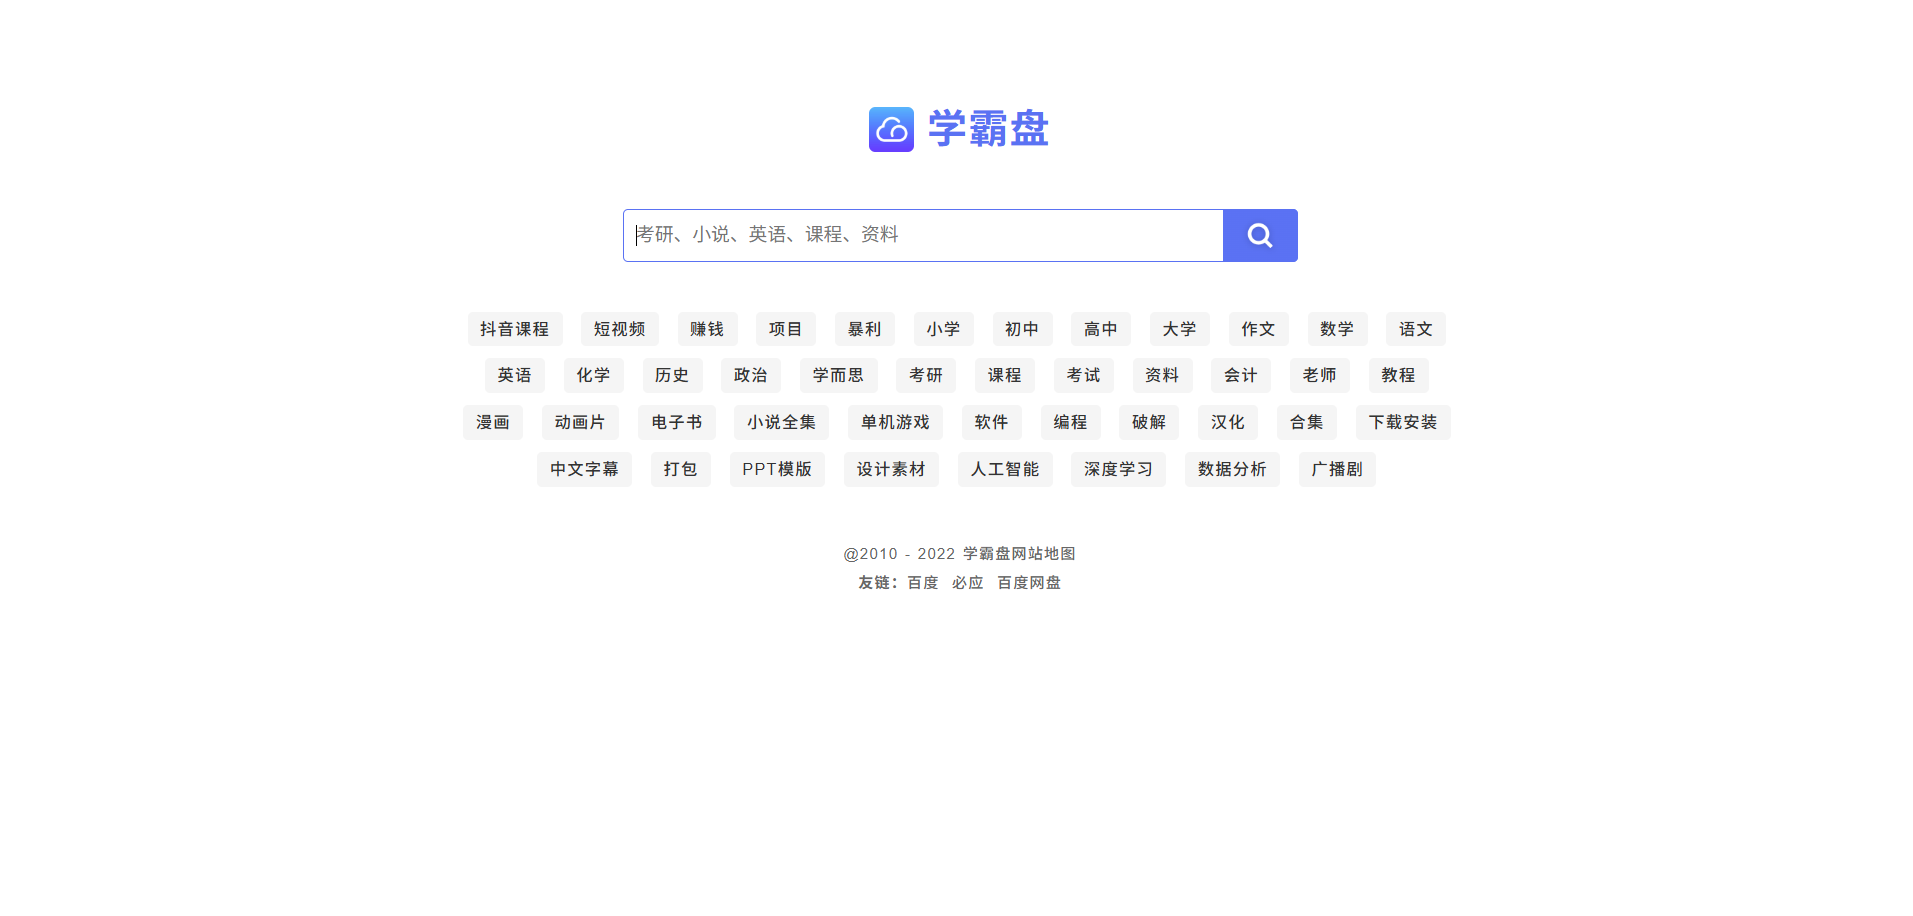 学霸盘
考研、小说、英语、课程、资料
抖音课程 短视频 赚钱 项目 暴利 小学 初中 高中 大学 作文 数学 语文
英语 化学 历史 政治 学而思 考研 课程 考试 资料 会计 老师 教程
漫画 动画片 电子书 小说全集 单机游戏 软件 编程 破解 汉化 合集 下载安装
中文字幕 打包 PPT模版 设计素材 人工智能 深度学习 数据分析 广播剧
@2010 - 2022 学霸盘网站地图
友链：百度 必应 百度网盘